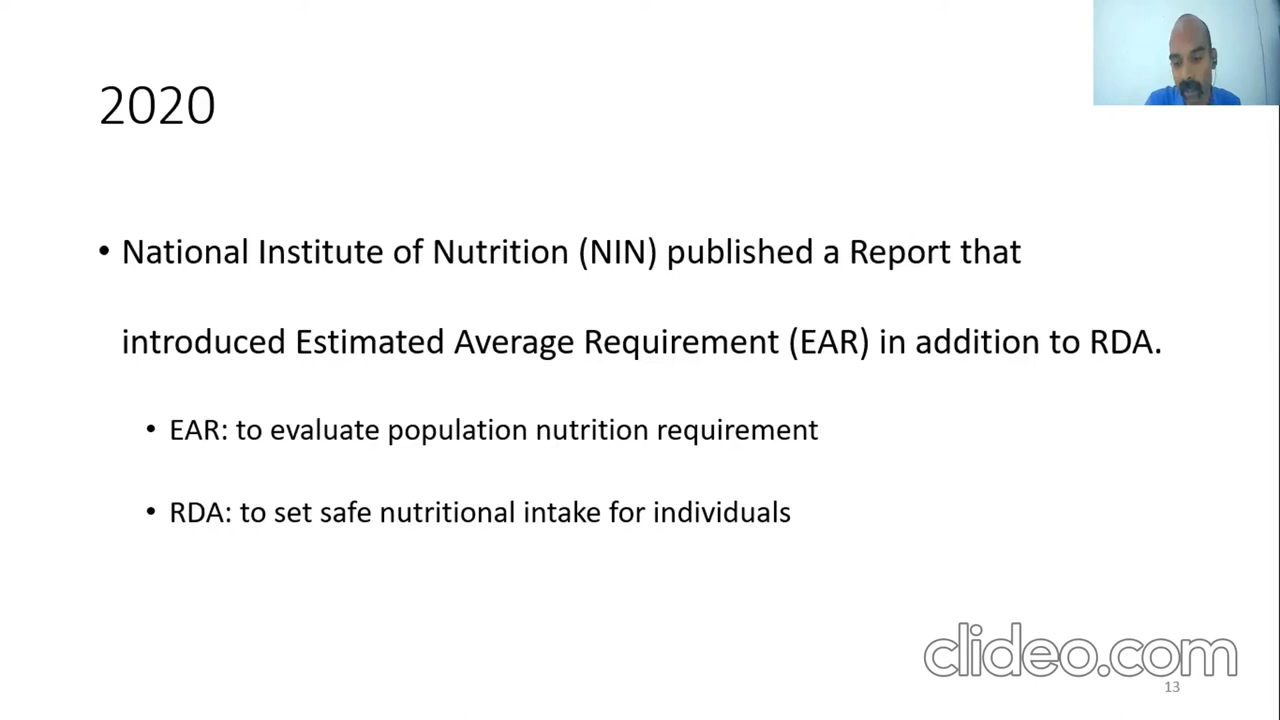 2020
• National Institute of Nutrition (NIN) published a Report that
introduced Estimated Average Requirement (EAR) in addition to RDA.
• EAR: to evaluate population nutrition requirement
• RDA: to set safe nutritional intake for individuals
clideo.com
13